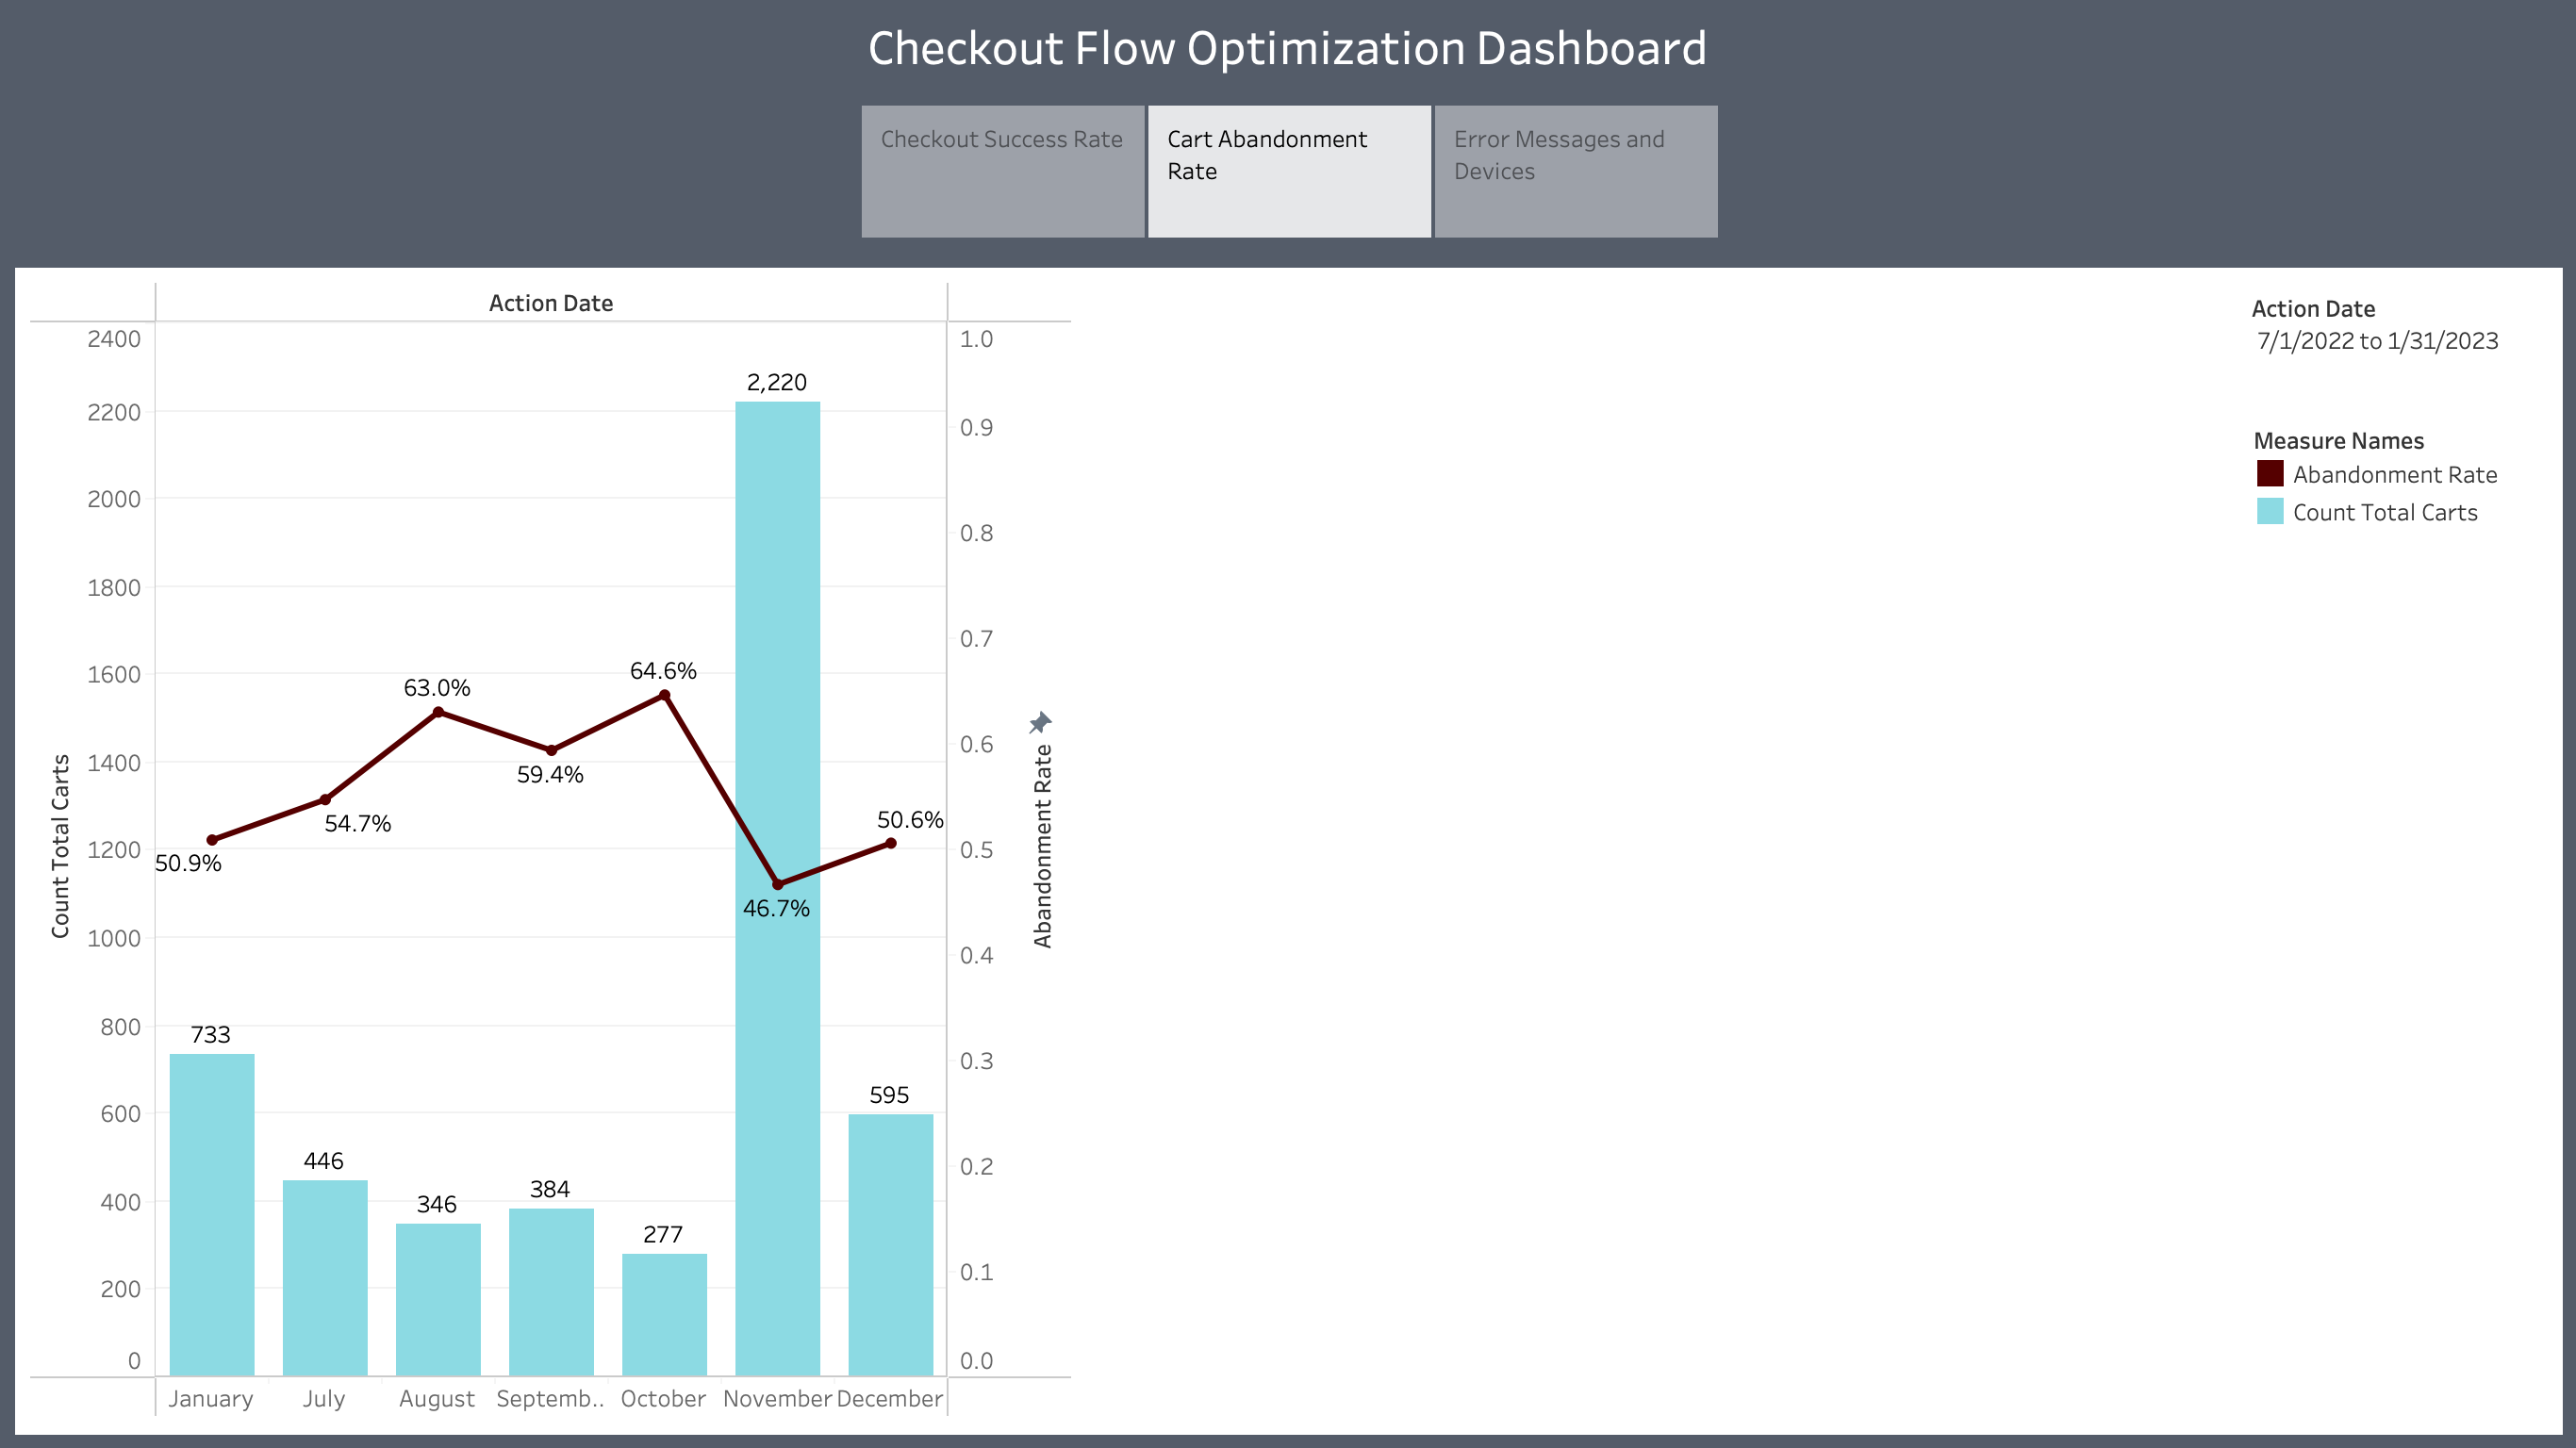 Checkout Flow Optimization Dashboard
Checkout Success Rate
Cart Abandonment
Rate
Error Messages and
Devices
Action Date
2400
2200
2000
1800
1600
1400
1200
1000
800
600
400
200
0
Count Total Carts
2,220
64.6%
63.0%
59.4%
54.7%
50.9%
50.6%
46.7%
733
446
346
384
277
595
January
July
August
Septemb..
October
November
December
1.0
0.9
0.8
0.7
0.6
0.5
0.4
0.3
0.2
0.1
0.0
Abandonment Rate
Action Date
7/1/2022 to 1/31/2023
Measure Names
Abandonment Rate
Count Total Carts